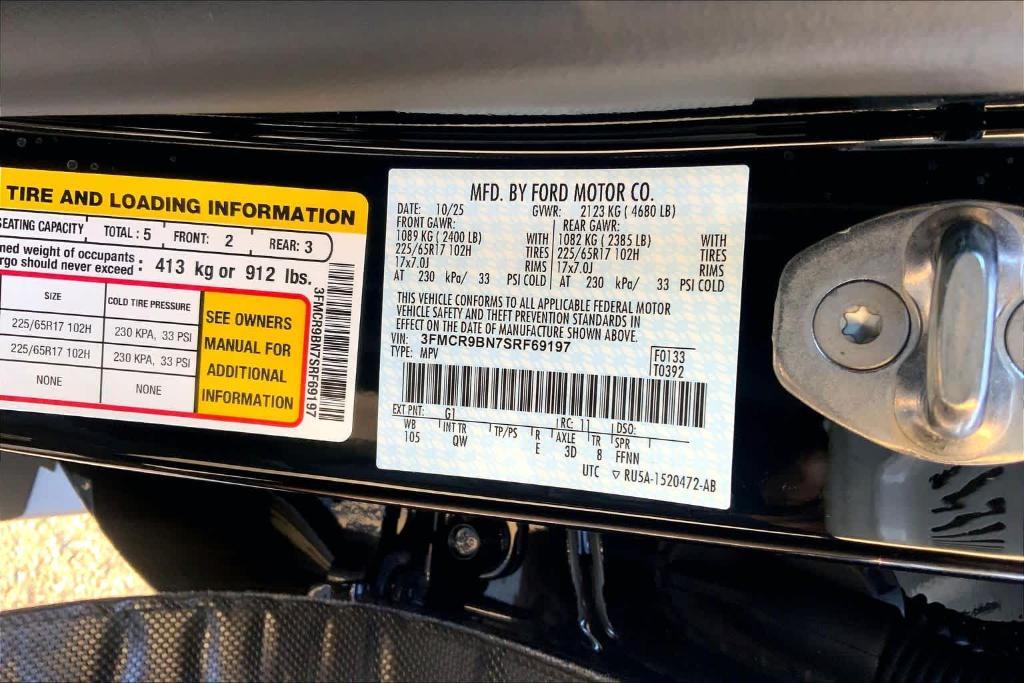 TIRE AND LOADING INFORMATION
SEATING CAPACITY TOTAL : 5 FRONT: 2 REAR: 3
weight of occupants
should never exceed : 413 kg or 912 lbs.
SIZE COLD TIRE PRESSURE
225/65R17 102H 230 KPA, 33 PSI
225/65R17 102H 230 KPA, 33 PSI
NONE NONE
SEE OWNERS
MANUAL FOR
ADDITIONAL
INFORMATION
3FMCR9BN7SRF69197
MFD. BY FORD MOTOR CO.
DATE: 10/25 GVWR: 2123 KG ( 4680 LB)
FRONT GAWR: REAR GAWR:
1089 KG (2400 LB) WITH 1082 KG ( 2385 LB) WITH
225/65R17 102H TIRES 225/65R17 102H TIRES
17x7.0J RIMS 17x7.0J RIMS
AT 230 kPa/ 33 PSI COLD AT 230 kPa/ 33 PSI COLD
THIS VEHICLE CONFORMS TO ALL APPLICABLE FEDERAL MOTOR
VEHICLE SAFETY AND THEFT PREVENTION STANDARDS IN
EFFECT ON THE DATE OF MANUFACTURE SHOWN ABOVE.
VIN: 3FMCR9BN7SRF69197
TYPE: MPV
F0133
T0392
EXT PNT: G1 RC: 11 DSO:
WB INT TR TP/PS R AXLE TR SPR
105 QW E 3D 8 FFNN
UTC ▽ RU5A-1520472-AB